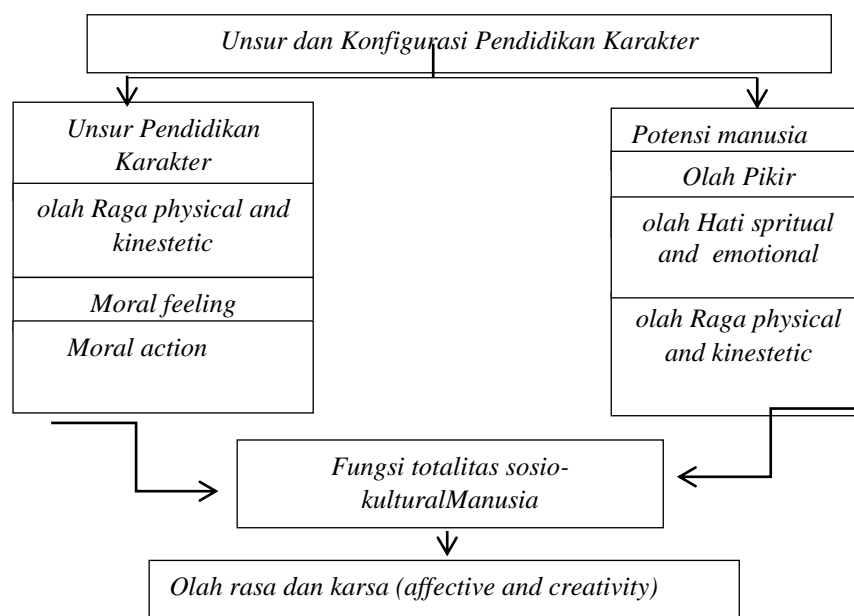 Unsur dan Konfigurasi Pendidikan Karakter
Unsur Pendidikan
Karakter
olah Raga physical and
kinestetic
Moral feeling
Moral action
Potensi manusia
Olah Pikir
olah Hati spritual
and emotional
olah Raga physical
and kinestetic
Fungsi totalitas sosio-
kulturalManusia
Olah rasa dan karsa (affective and creativity)